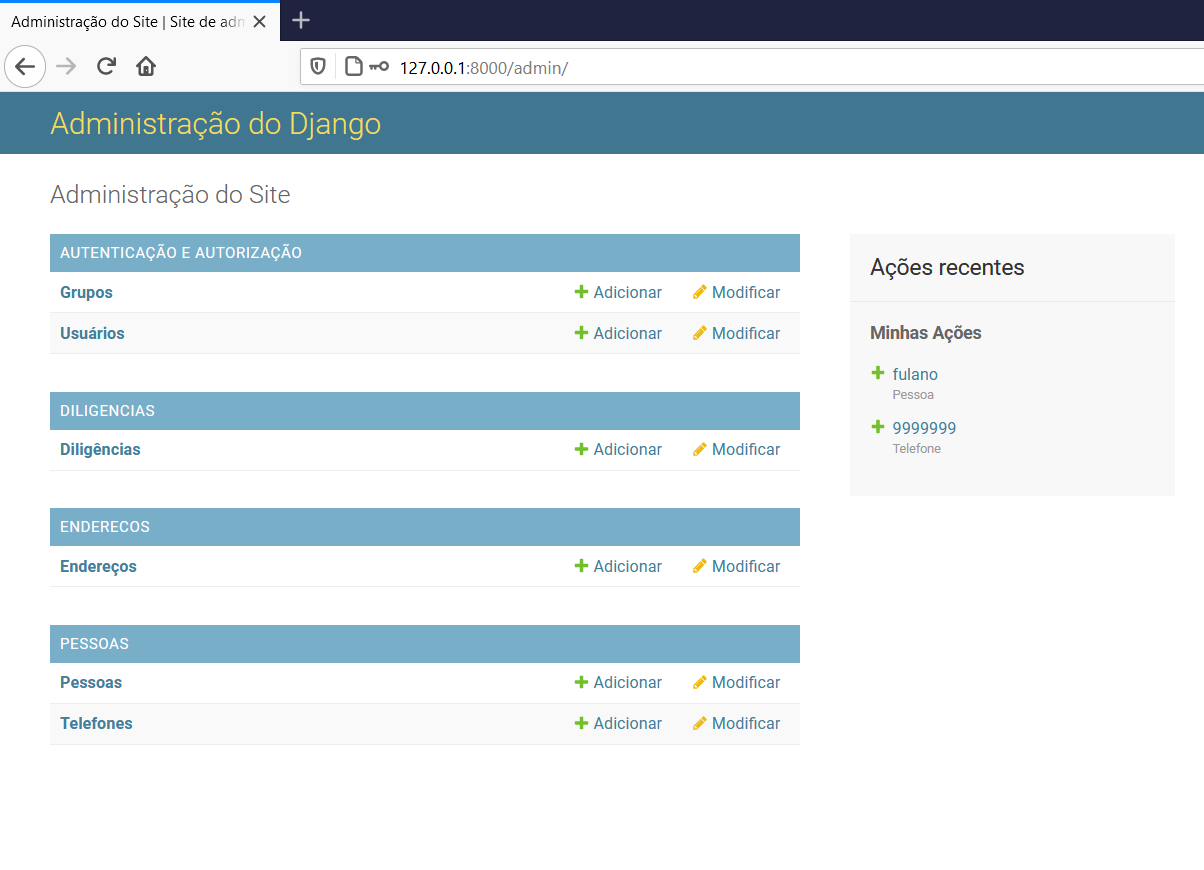 Administração do Site | Site de adm
127.0.0.1:8000/admin/
Administração do Django
Administração do Site
AUTENTICAÇÃO E AUTORIZAÇÃO
Grupos Adicionar Modificar
Usuários Adicionar Modificar
DILIGENCIAS
Diligências Adicionar Modificar
ENDERECOS
Endereços Adicionar Modificar
PESSOAS
Pessoas Adicionar Modificar
Telefones Adicionar Modificar
Ações recentes
Minhas Ações
fulano
Pessoa
9999999
Telefone